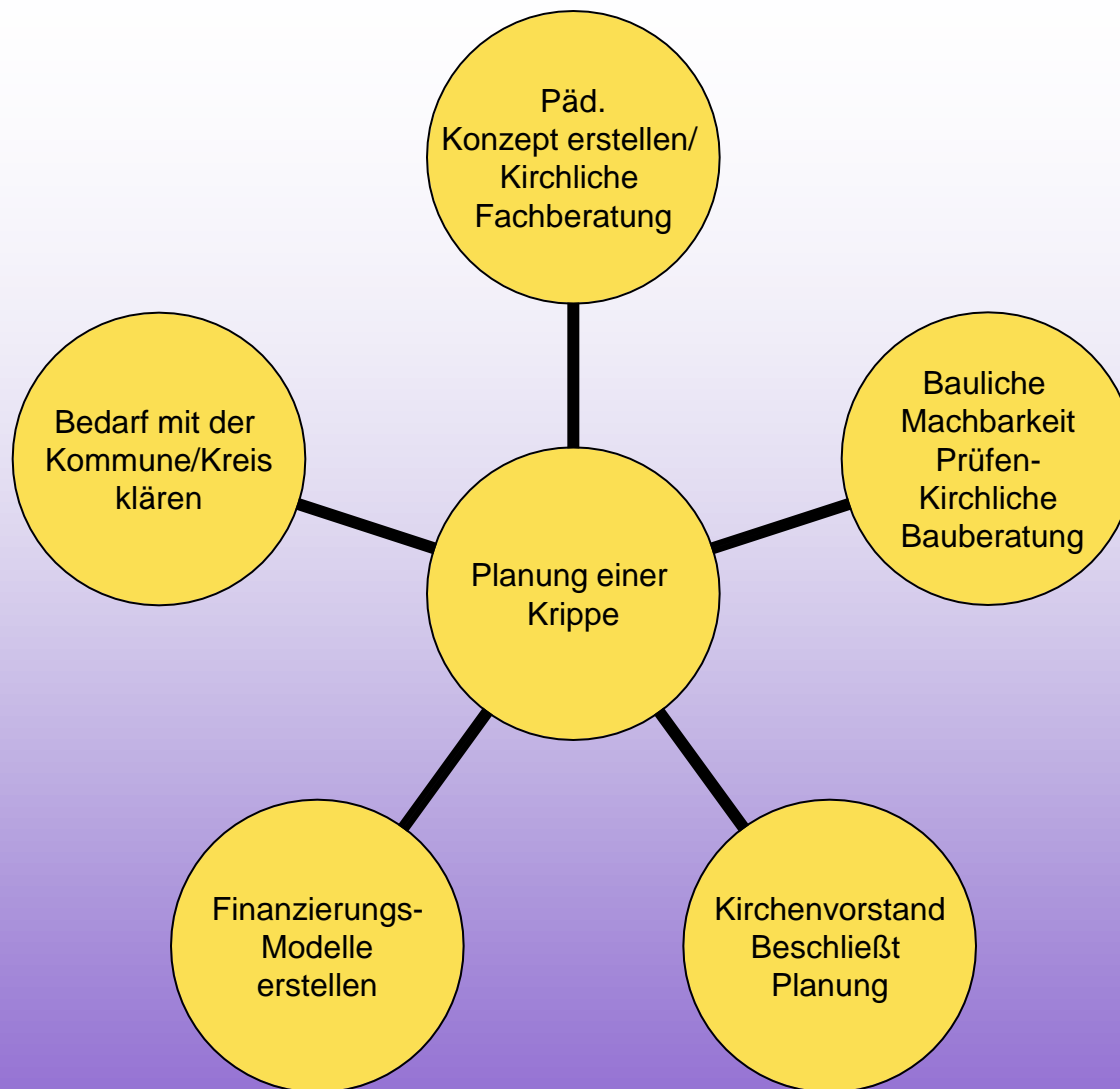 Päd.
Konzept erstellen/
Kirchliche
Fachberatung
Bedarf mit der
Kommune/Kreis
klären
Bauliche
Machbarkeit
Prüfen-
Kirchliche
Bauberatung
Planung einer
Krippe
Finanzierungs-
Modelle
erstellen
Kirchenvorstand
Beschließt
Planung